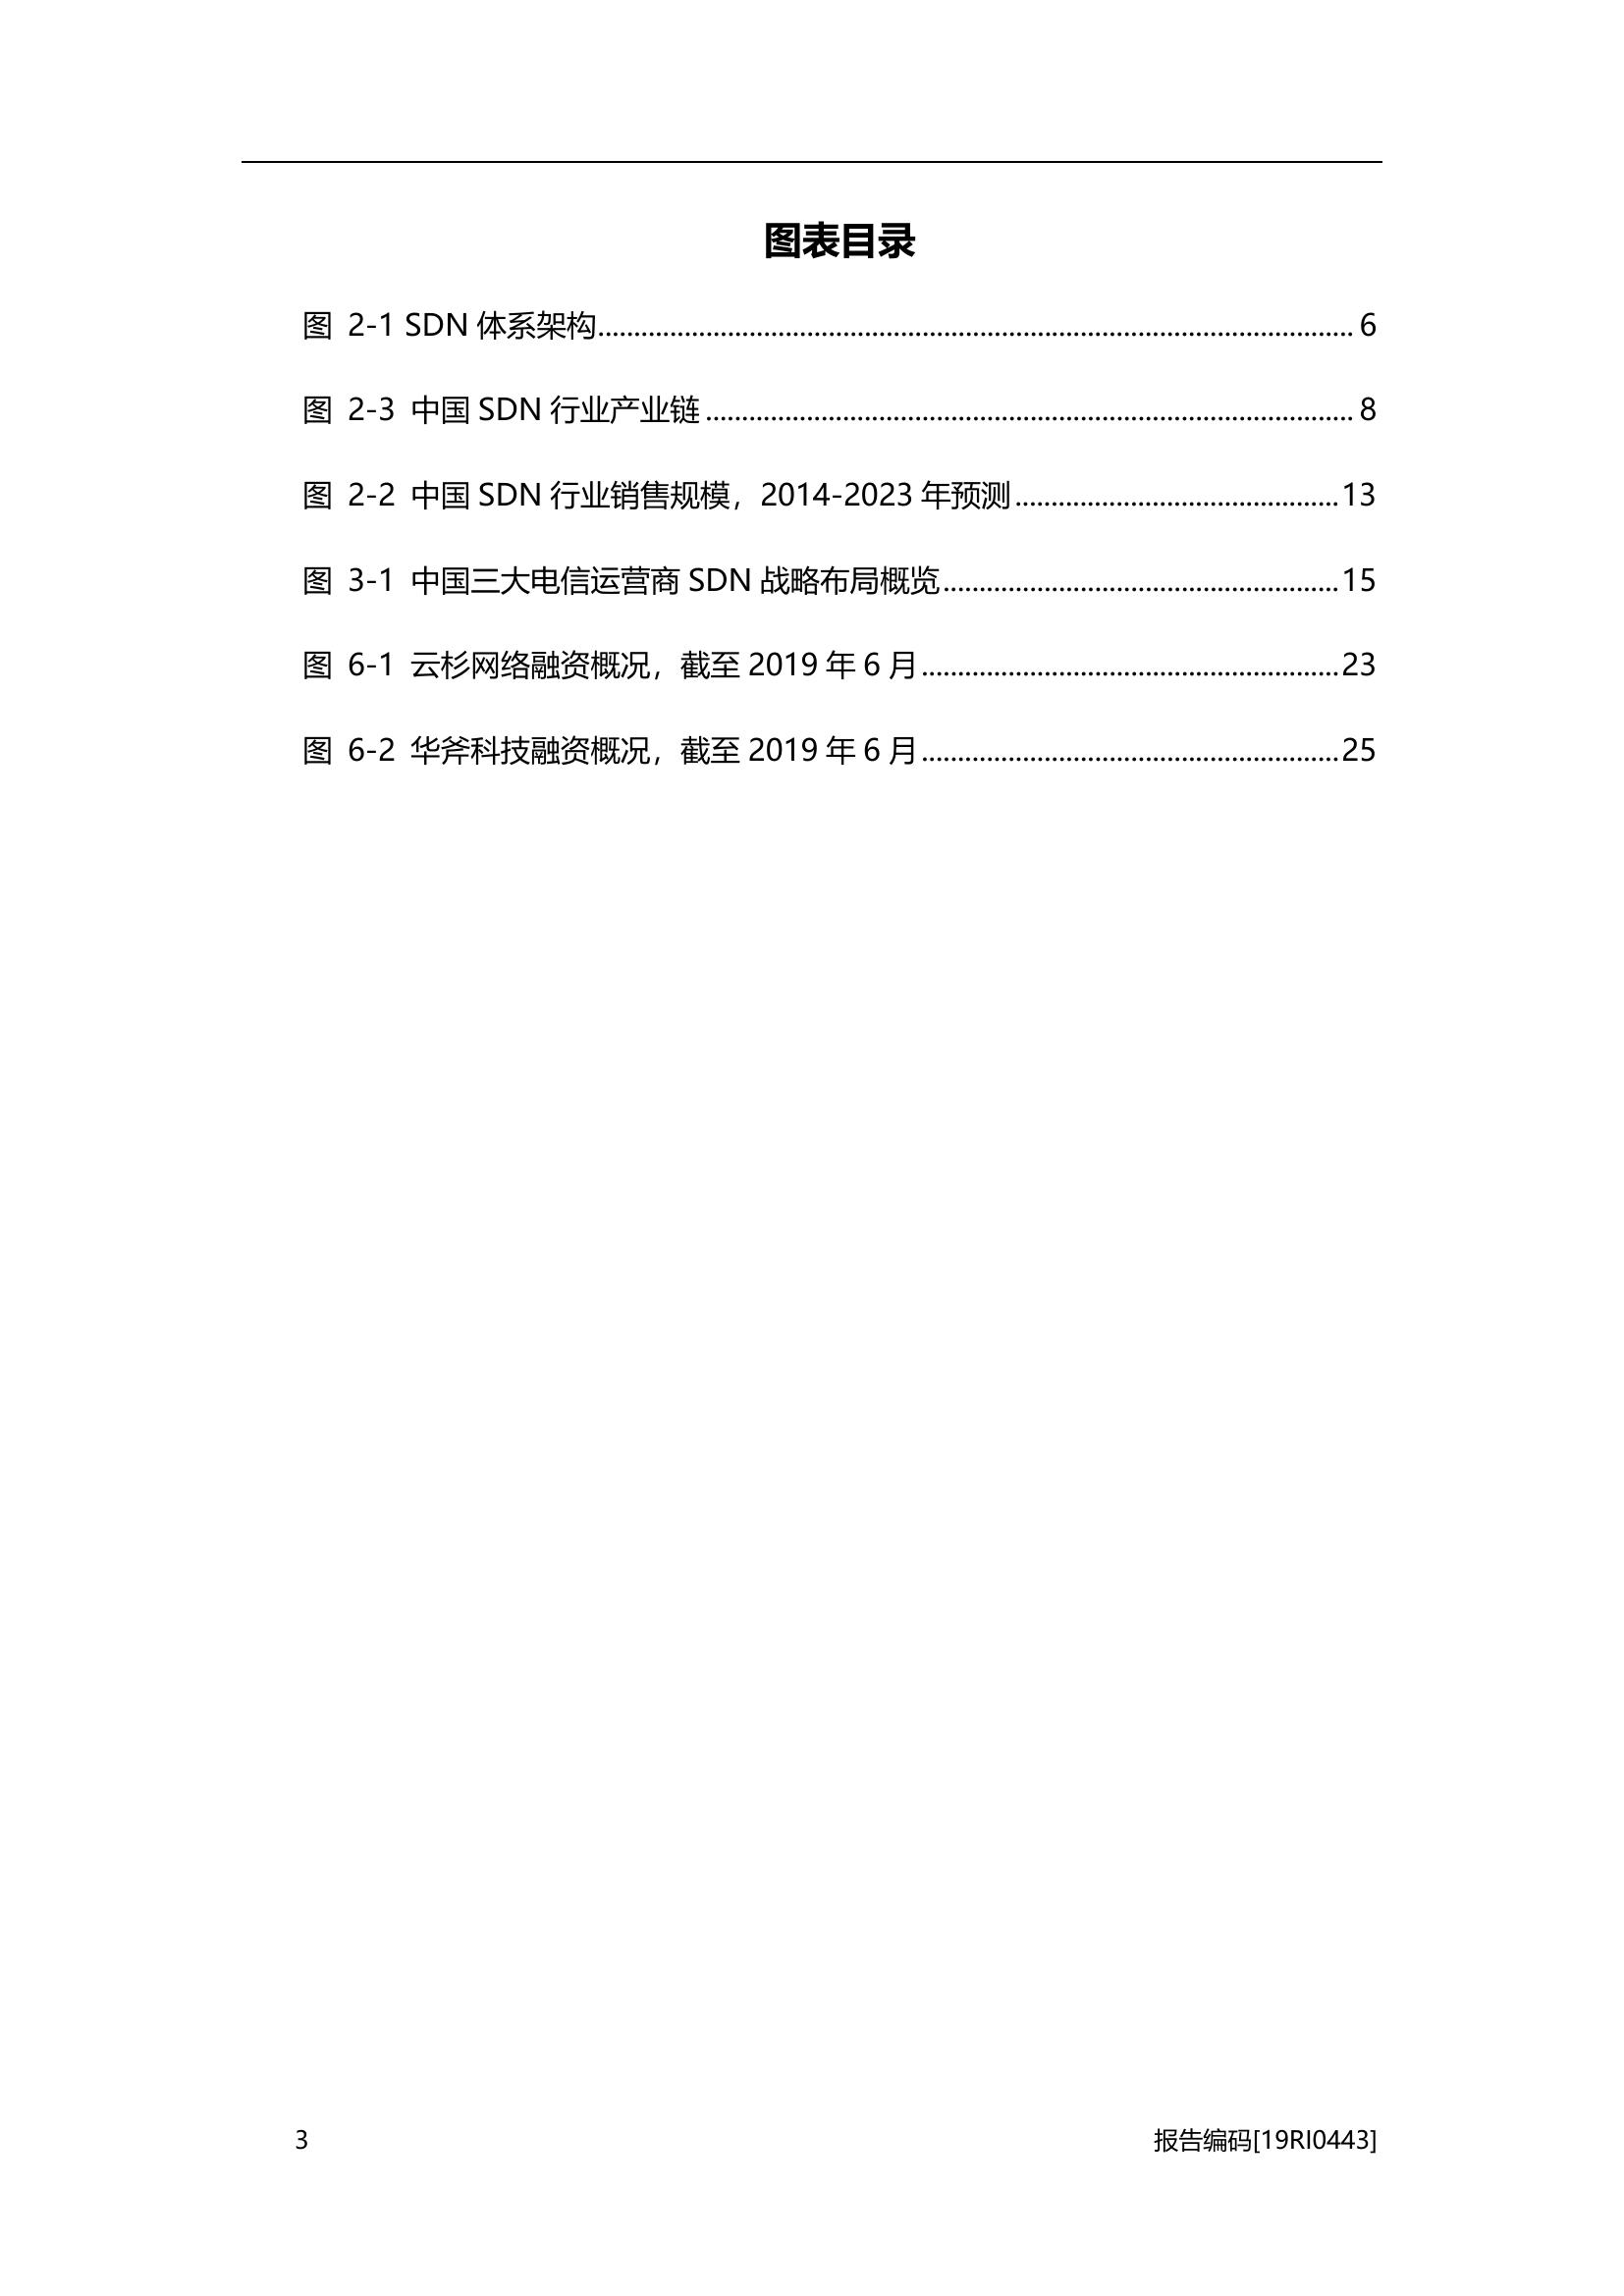 图表目录
图 2-1 SDN 体系架构........................................................................................................ 6
图 2-3 中国 SDN 行业产业链......................................................................................... 8
图 2-2 中国 SDN 行业销售规模，2014-2023 年预测.............................................13
图 3-1 中国三大电信运营商 SDN 战略布局概览.......................................................15
图 6-1 云杉网络融资概况，截至 2019 年 6 月..........................................................23
图 6-2 华斧科技融资概况，截至 2019 年 6 月..........................................................25
3 报告编码[19RI0443]